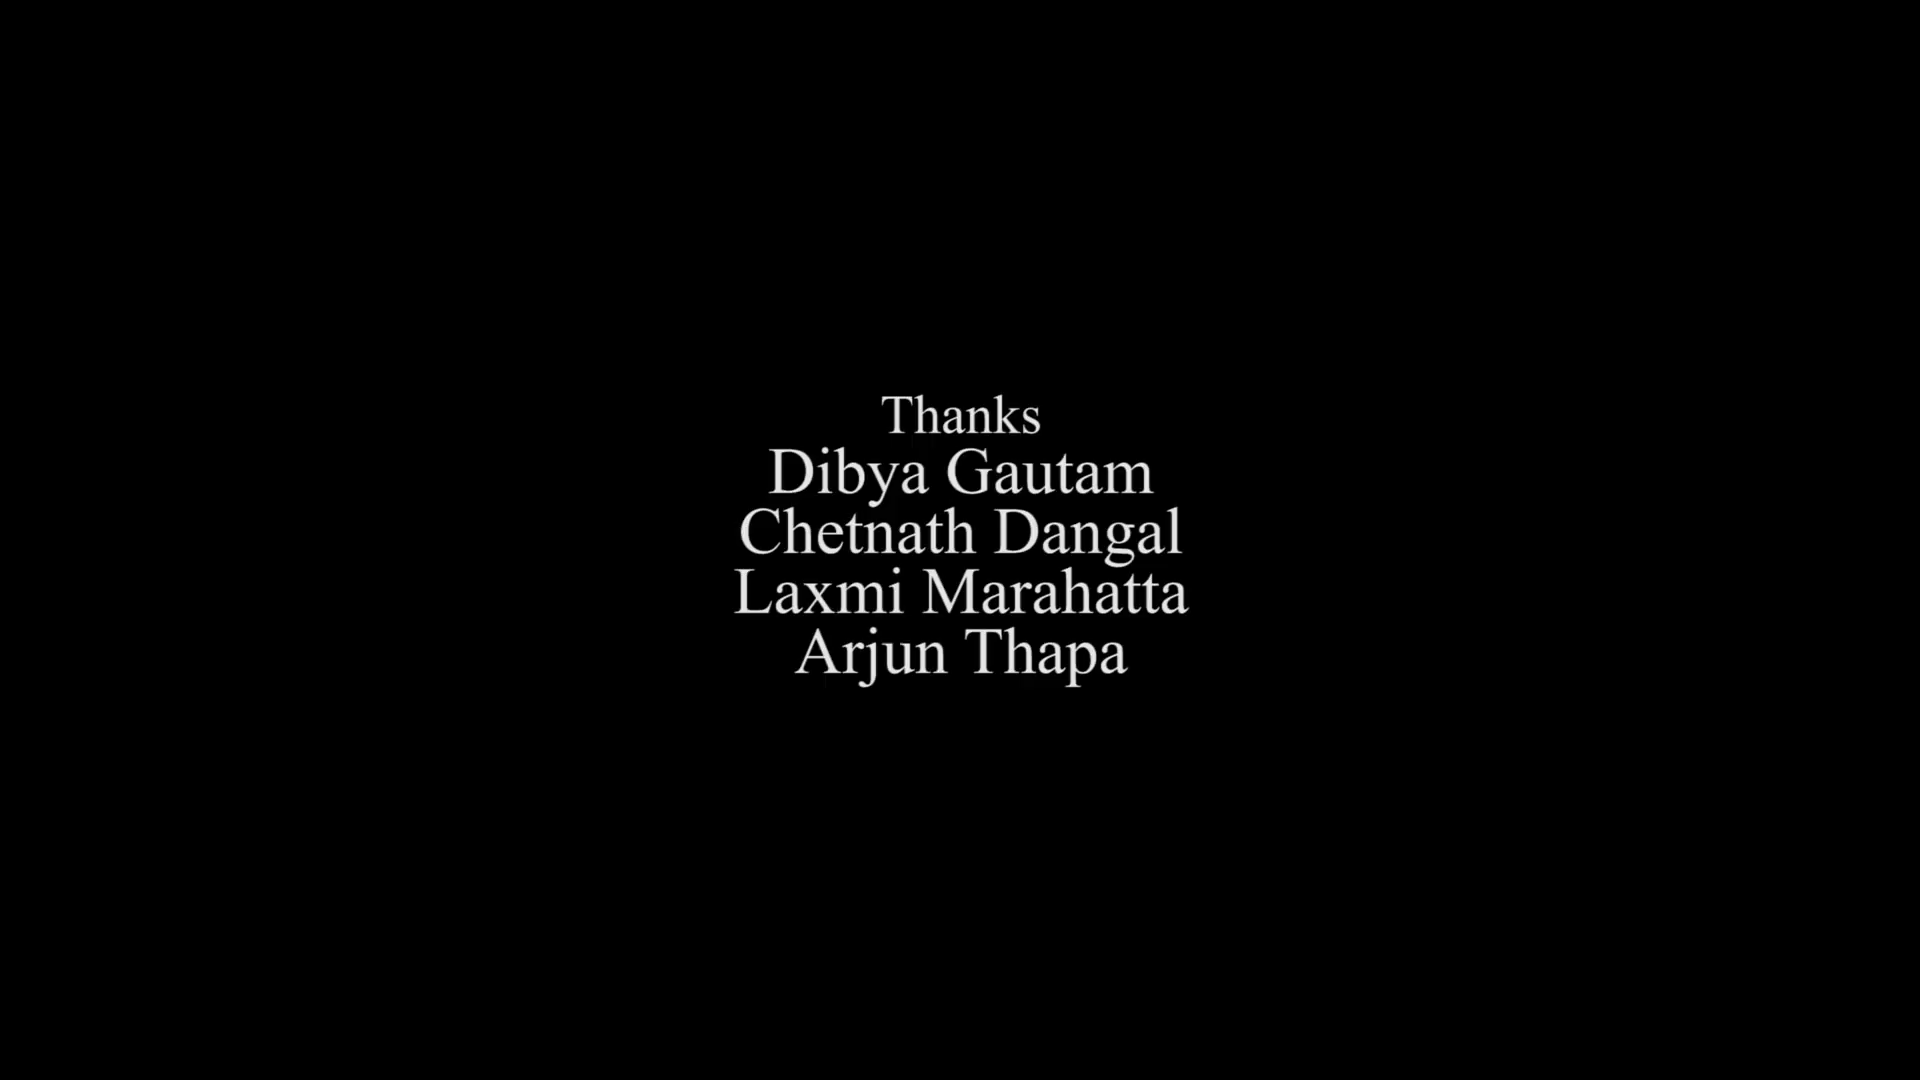 Thanks
Dibya Gautam
Chetnath Dangal
Laxmi Marahatta
Arjun Thapa